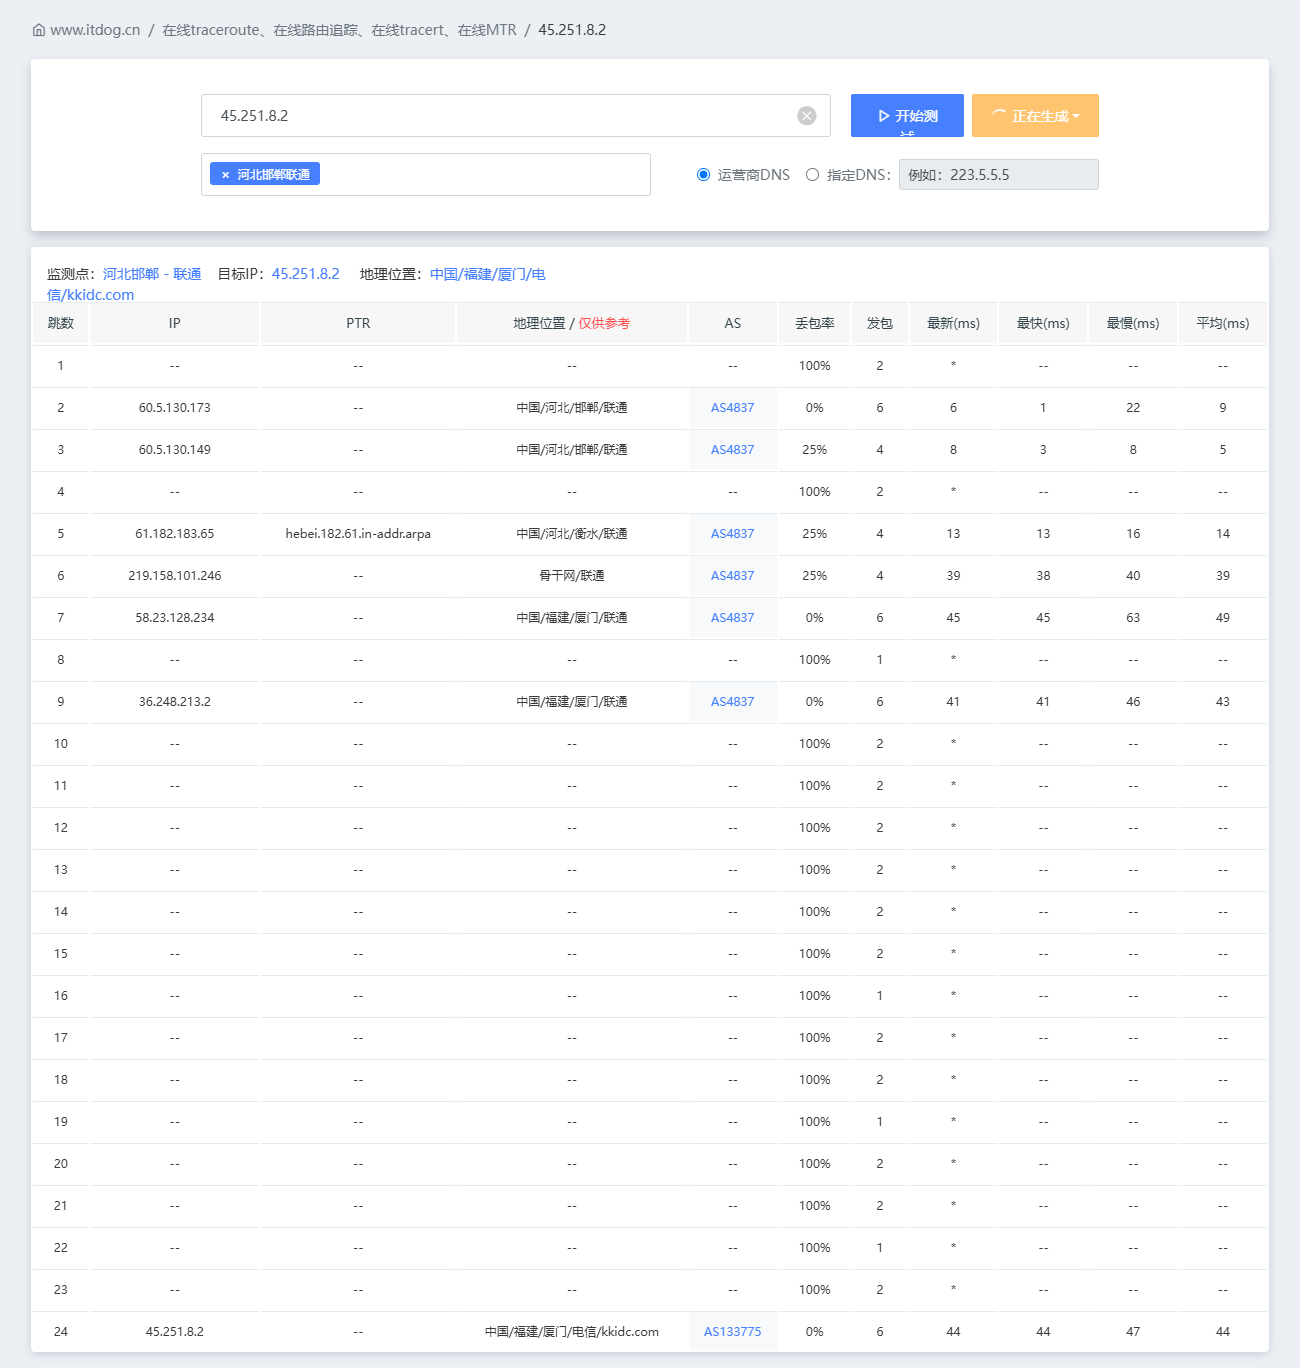 www.itdog.cn / 在线traceroute、在线路由追踪、在线tracert、在线MTR / 45.251.8.2
45.251.8.2 开始测 正在生成
× 河北邯郸联通 运营商DNS 指定DNS： 例如：223.5.5.5
监测点：河北邯郸 - 联通 目标IP：45.251.8.2 地理位置：中国/福建/厦门/电
信/kkidc.com
跳数 IP PTR 地理位置 / 仅供参考 AS 丢包率 发包 最新(ms) 最快(ms) 最慢(ms) 平均(ms)
1 -- -- -- -- 100% 2 * -- -- --
2 60.5.130.173 -- 中国/河北/邯郸/联通 AS4837 0% 6 6 1 22 9
3 60.5.130.149 -- 中国/河北/邯郸/联通 AS4837 25% 4 8 3 8 5
4 -- -- -- -- 100% 2 * -- -- --
5 61.182.183.65 hebei.182.61.in-addr.arpa 中国/河北/衡水/联通 AS4837 25% 4 13 13 16 14
6 219.158.101.246 -- 骨干网/联通 AS4837 25% 4 39 38 40 39
7 58.23.128.234 -- 中国/福建/厦门/联通 AS4837 0% 6 45 45 63 49
8 -- -- -- -- 100% 1 * -- -- --
9 36.248.213.2 -- 中国/福建/厦门/联通 AS4837 0% 6 41 41 46 43
10 -- -- -- -- 100% 2 * -- -- --
11 -- -- -- -- 100% 2 * -- -- --
12 -- -- -- -- 100% 2 * -- -- --
13 -- -- -- -- 100% 2 * -- -- --
14 -- -- -- -- 100% 2 * -- -- --
15 -- -- -- -- 100% 2 * -- -- --
16 -- -- -- -- 100% 1 * -- -- --
17 -- -- -- -- 100% 2 * -- -- --
18 -- -- -- -- 100% 2 * -- -- --
19 -- -- -- -- 100% 1 * -- -- --
20 -- -- -- -- 100% 2 * -- -- --
21 -- -- -- -- 100% 2 * -- -- --
22 -- -- -- -- 100% 1 * -- -- --
23 -- -- -- -- 100% 2 * -- -- --
24 45.251.8.2 -- 中国/福建/厦门/电信/kkidc.com AS133775 0% 6 44 44 47 44